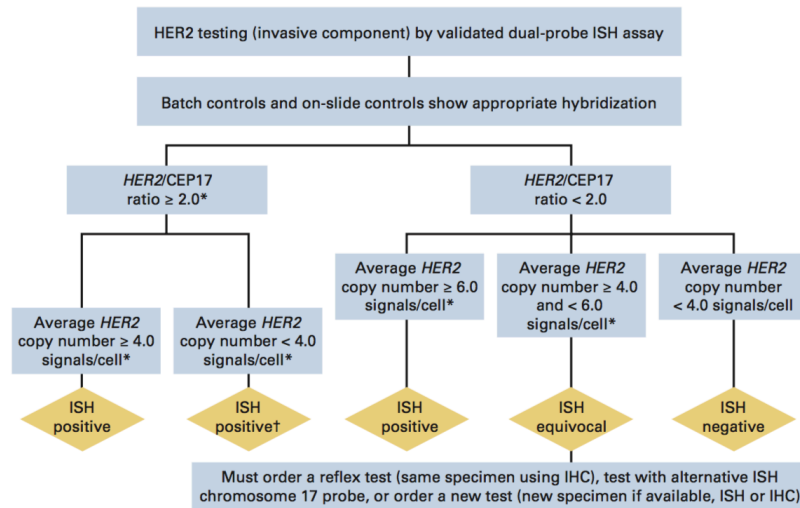 HER2 testing (invasive component) by validated dual-probe ISH assay
Batch controls and on-slide controls show appropriate hybridization
HER2/CEP17
ratio ≥ 2.0*
HER2/CEP17
ratio < 2.0
Average HER2
copy number ≥ 4.0
signals/cell*
Average HER2
copy number < 4.0
signals/cell*
Average HER2
copy number ≥ 6.0
signals/cell*
Average HER2
copy number ≥ 4.0
and < 6.0
signals/cell*
Average HER2
copy number
< 4.0 signals/cell
ISH
positive
ISH
positive†
ISH
positive
ISH
equivocal
ISH
negative
Must order a reflex test (same specimen using IHC), test with alternative ISH
chromosome 17 probe, or order a new test (new specimen if available, ISH or IHC)